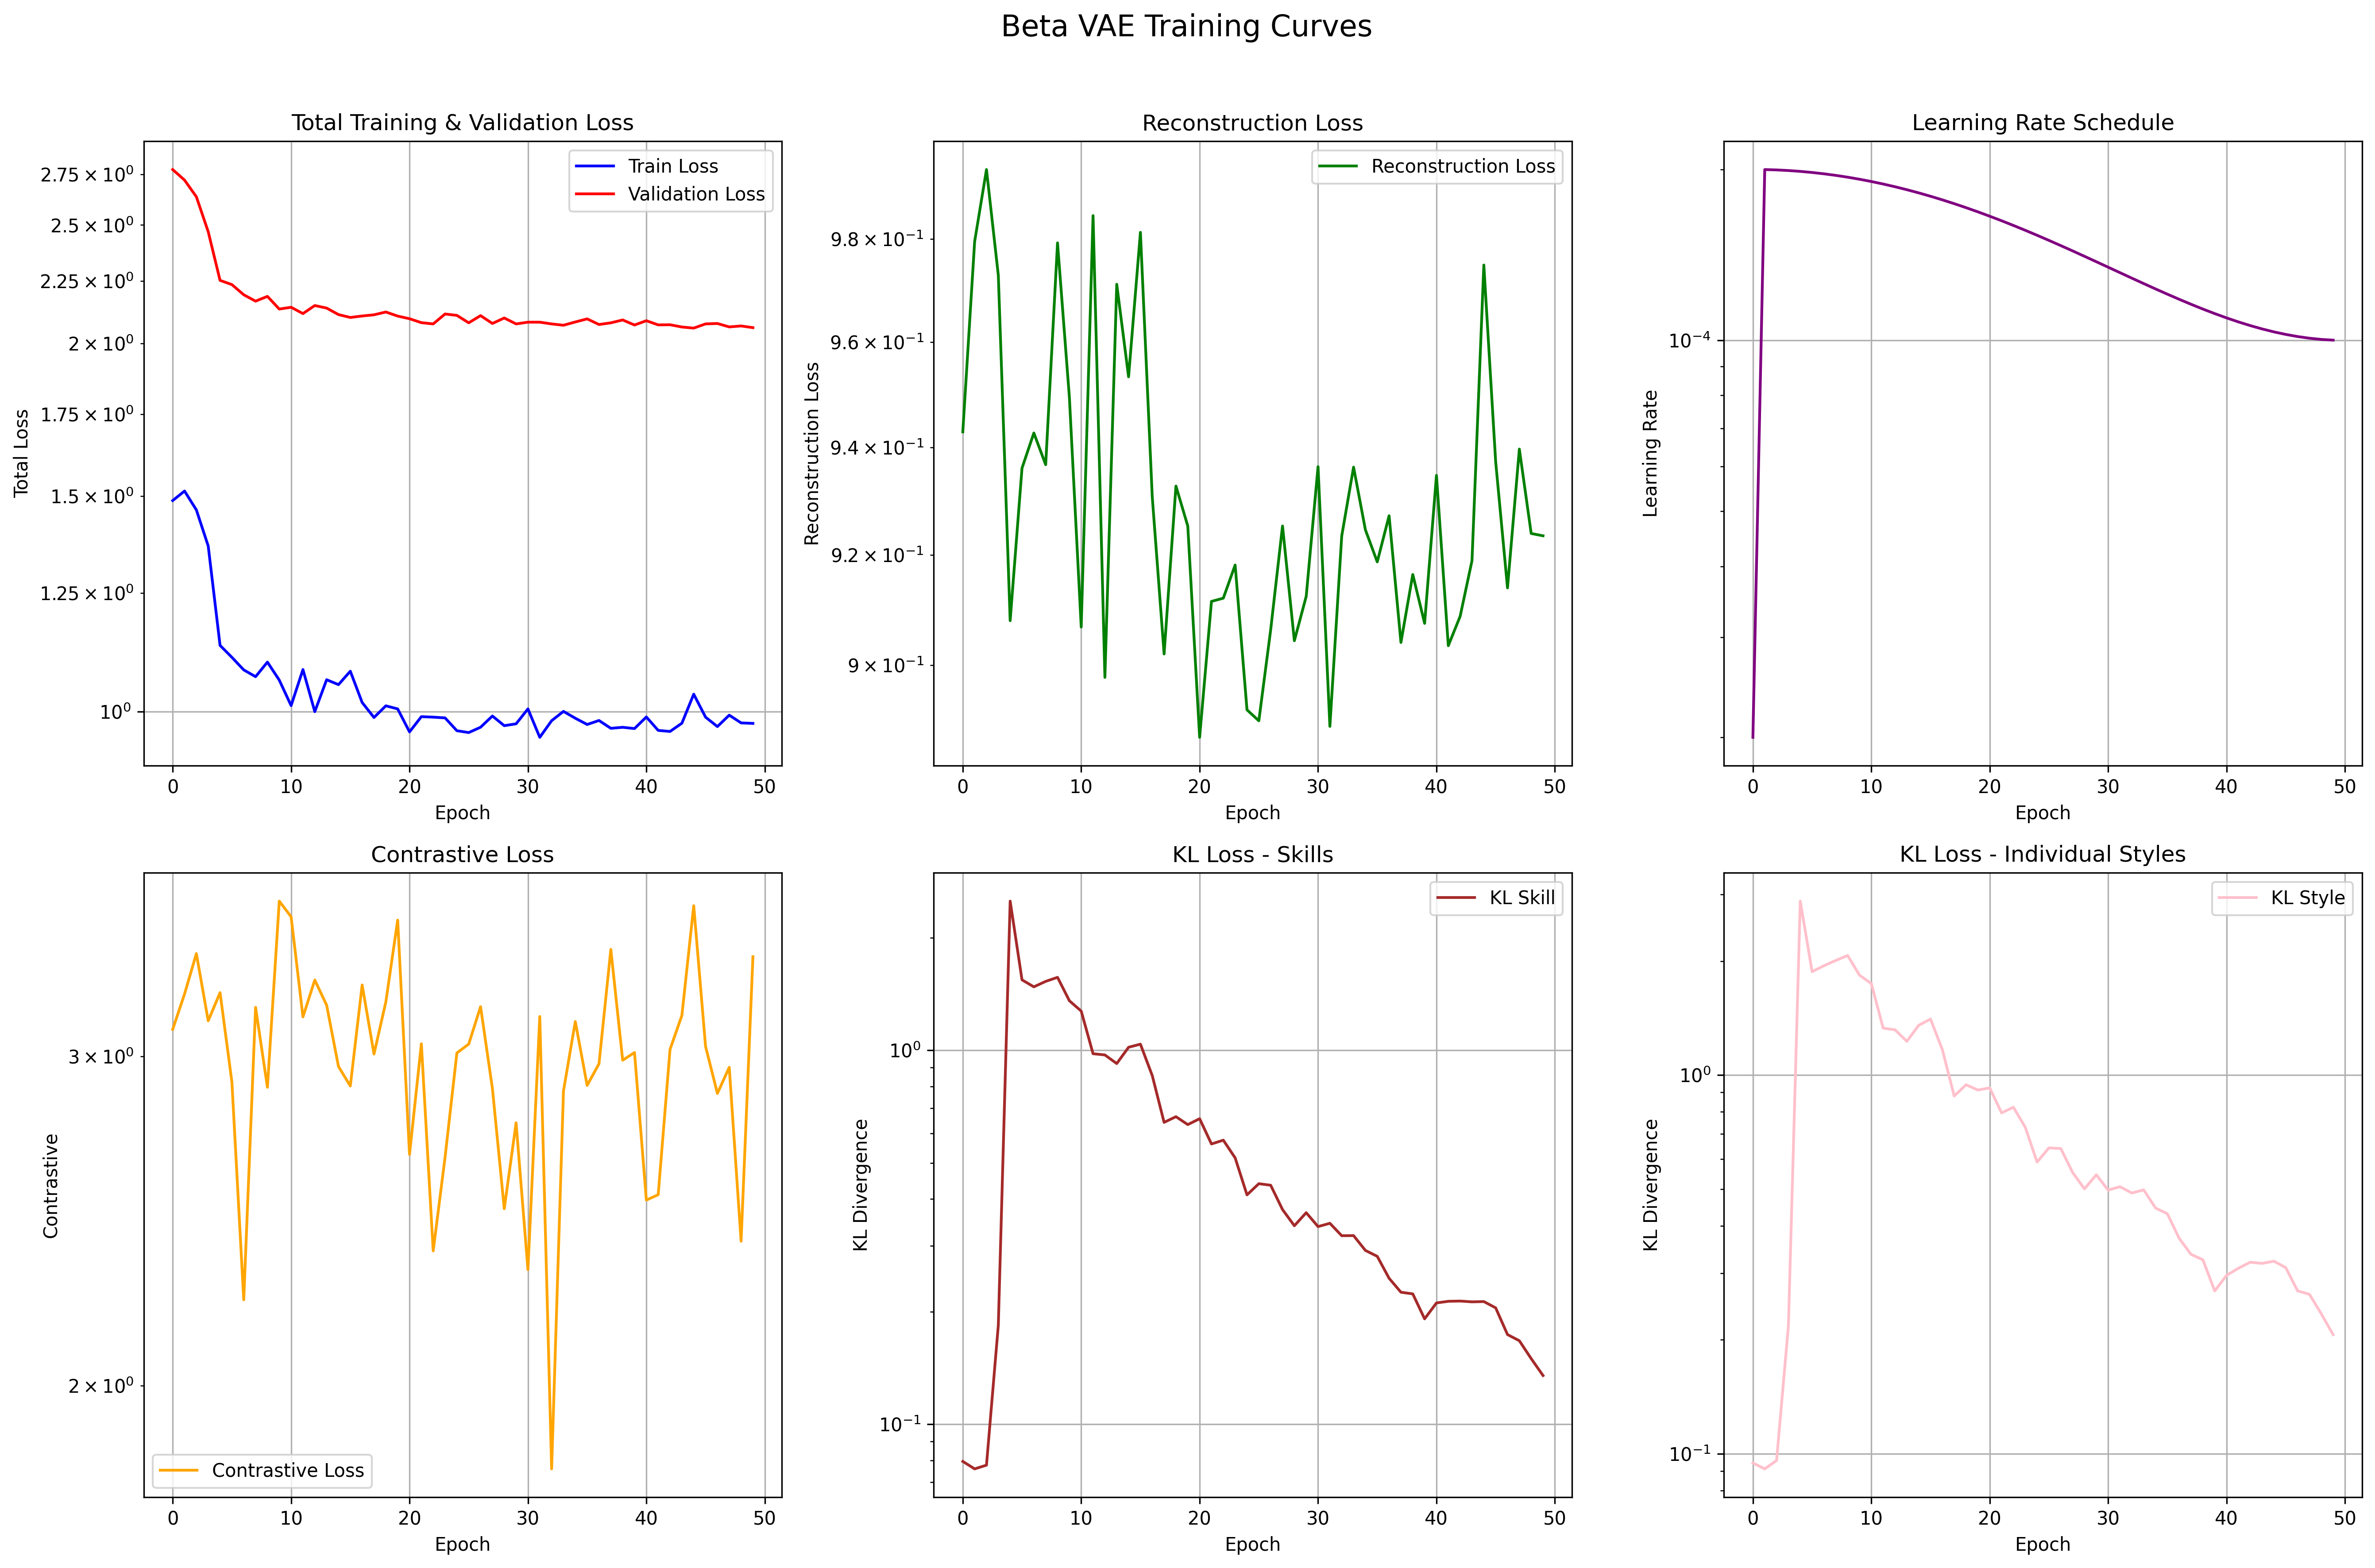 Beta VAE Training Curves
Total Training & Validation Loss
Total Loss
2.75 × 10⁰
2.5 × 10⁰
2.25 × 10⁰
2 × 10⁰
1.75 × 10⁰
1.5 × 10⁰
1.25 × 10⁰
10⁰
Train Loss
Validation Loss
0 10 20 30 40 50
Epoch
Reconstruction Loss
Reconstruction Loss
9.8 × 10⁻¹
9.6 × 10⁻¹
9.4 × 10⁻¹
9.2 × 10⁻¹
9 × 10⁻¹
Reconstruction Loss
0 10 20 30 40 50
Epoch
Learning Rate Schedule
Learning Rate
10⁻⁴
0 10 20 30 40 50
Epoch
Contrastive Loss
Contrastive
3 × 10⁰
2 × 10⁰
Contrastive Loss
0 10 20 30 40 50
Epoch
KL Loss - Skills
KL Divergence
10⁰
10⁻¹
KL Skill
0 10 20 30 40 50
Epoch
KL Loss - Individual Styles
KL Divergence
10⁰
10⁻¹
KL Style
0 10 20 30 40 50
Epoch